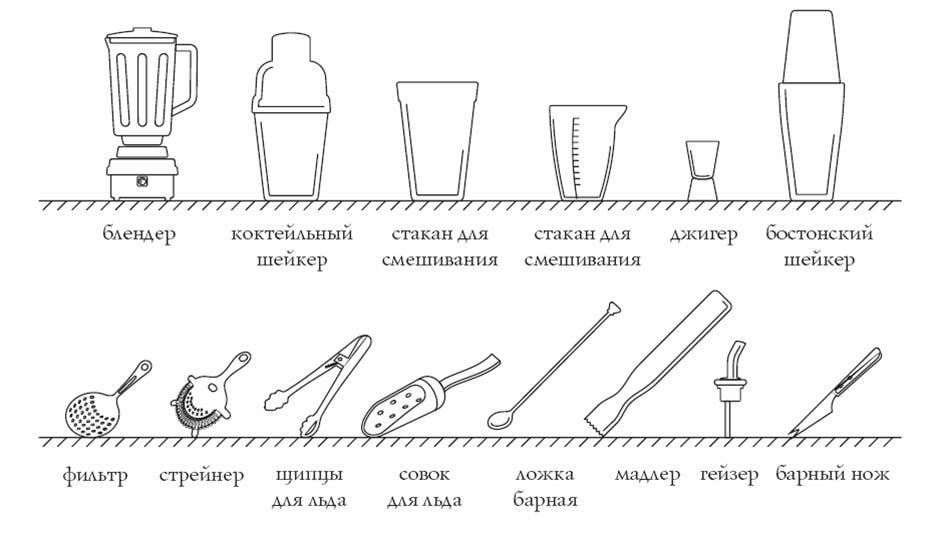 блендер
коктейльный
шейкер
стакан для
смешивания
стакан для
смешивания
джигер
бостонский
шейкер
фильтр
стрейнер
щипцы
для льда
совок
для льда
ложка
барная
мадлер
гейзер
барный нож